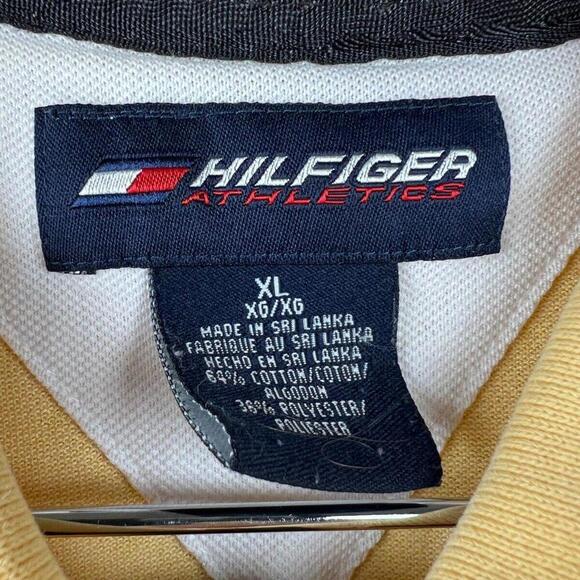 HILFIGER
ATHLETICS
XL
XG/XG
MADE IN SRI LANKA
FABRIQUE AU SRI LANKA
HECHO EN SRI LANKA
64% COTTON/COTON/
ALGODON
36% POLYESTER/
POLIESTER